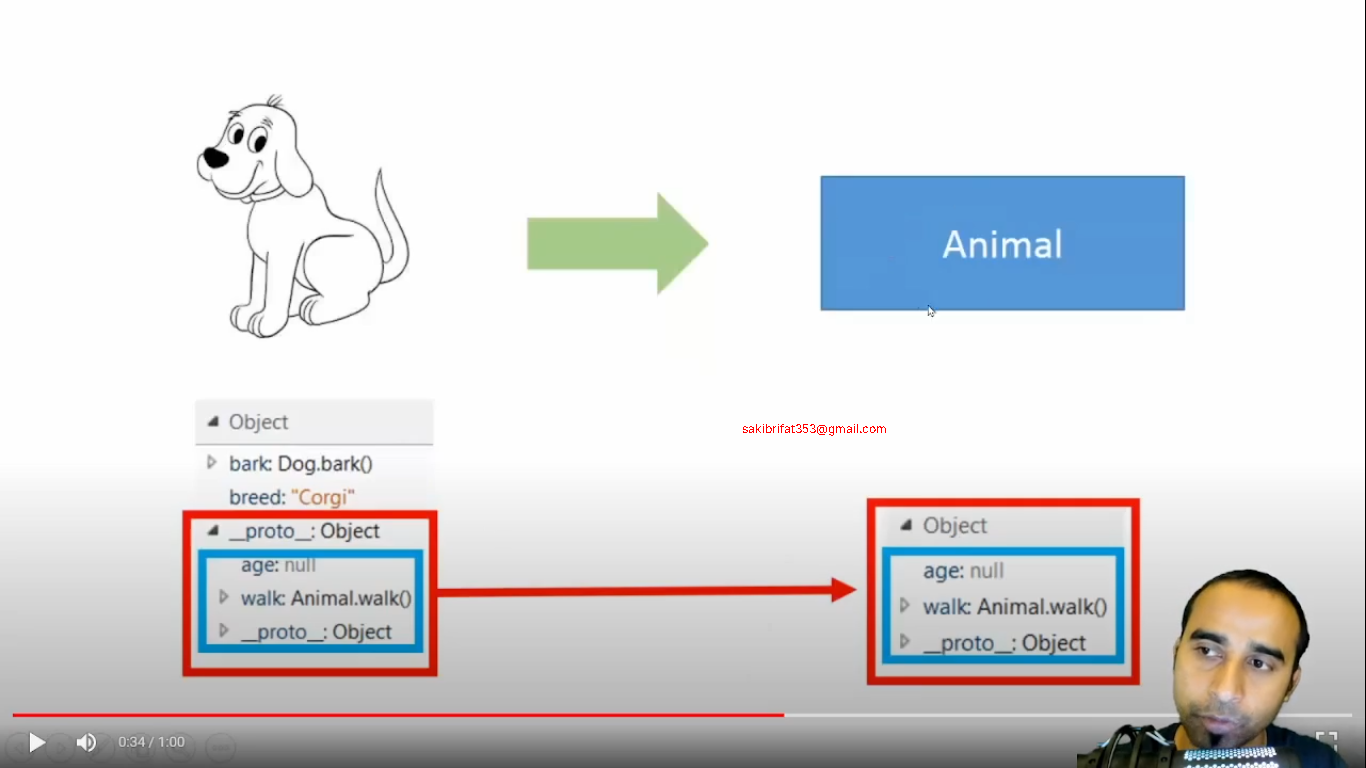 Animal
sakibrifat353@gmail.com
Object
bark: Dog.bark()
breed: "Corgi"
__proto__: Object
age: null
walk: Animal.walk()
__proto__: Object
Object
age: null
walk: Animal.walk()
__proto__: Object
0:34 / 1:00